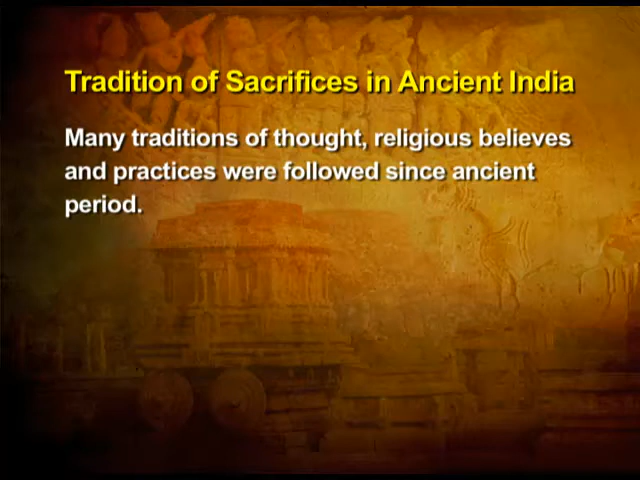 Tradition of Sacrifices in Ancient India
Many traditions of thought, religious believes
and practices were followed since ancient
period.